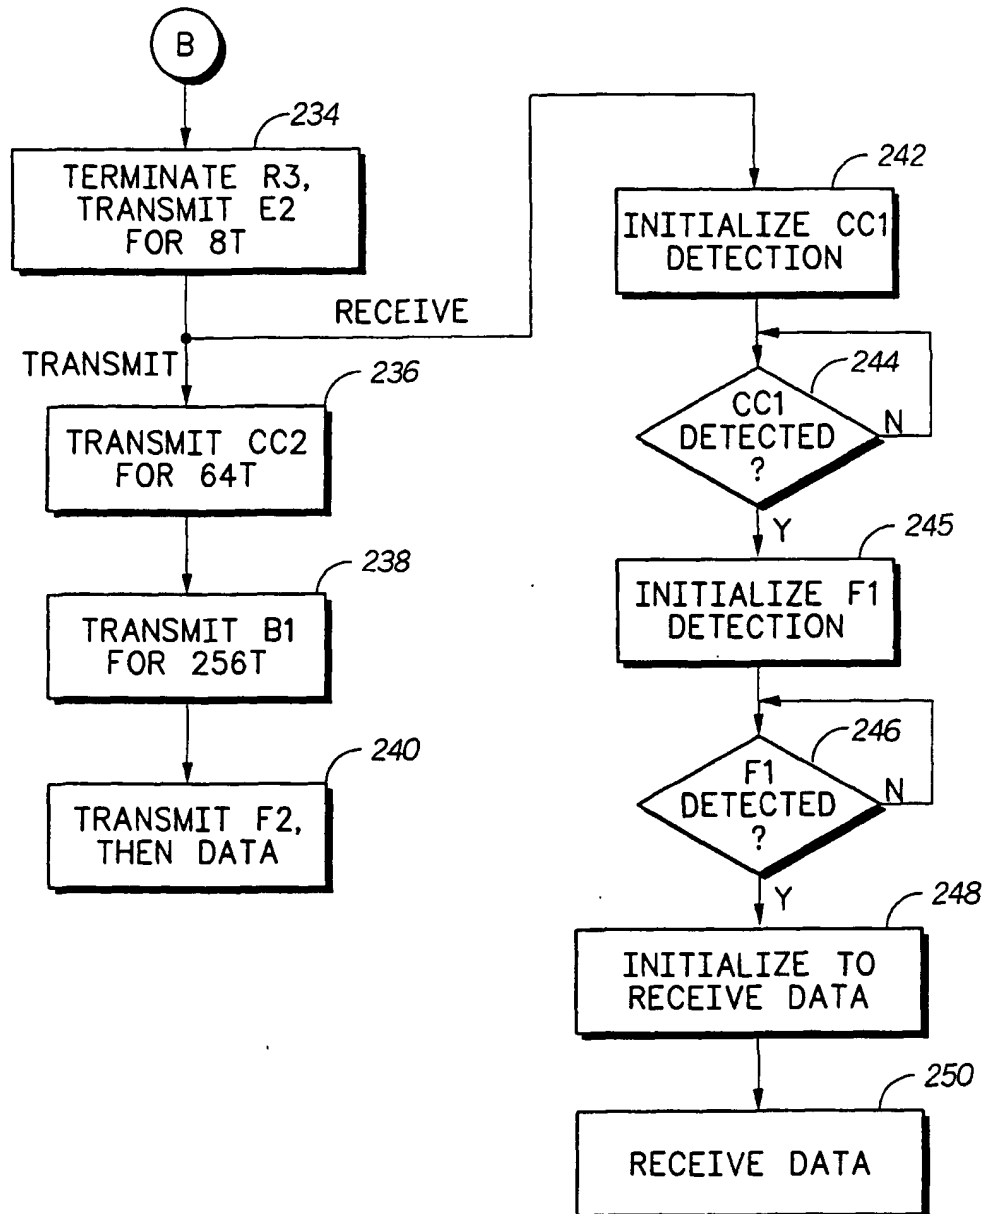 B
234
TERMINATE R3,
TRANSMIT E2
FOR 8T
RECEIVE
TRANSMIT
236
TRANSMIT CC2
FOR 64T
238
TRANSMIT B1
FOR 256T
240
TRANSMIT F2,
THEN DATA
242
INITIALIZE CC1
DETECTION
244
CC1
DETECTED
?
N
Y
245
INITIALIZE F1
DETECTION
246
F1
DETECTED
?
N
Y
248
INITIALIZE TO
RECEIVE DATA
250
RECEIVE DATA